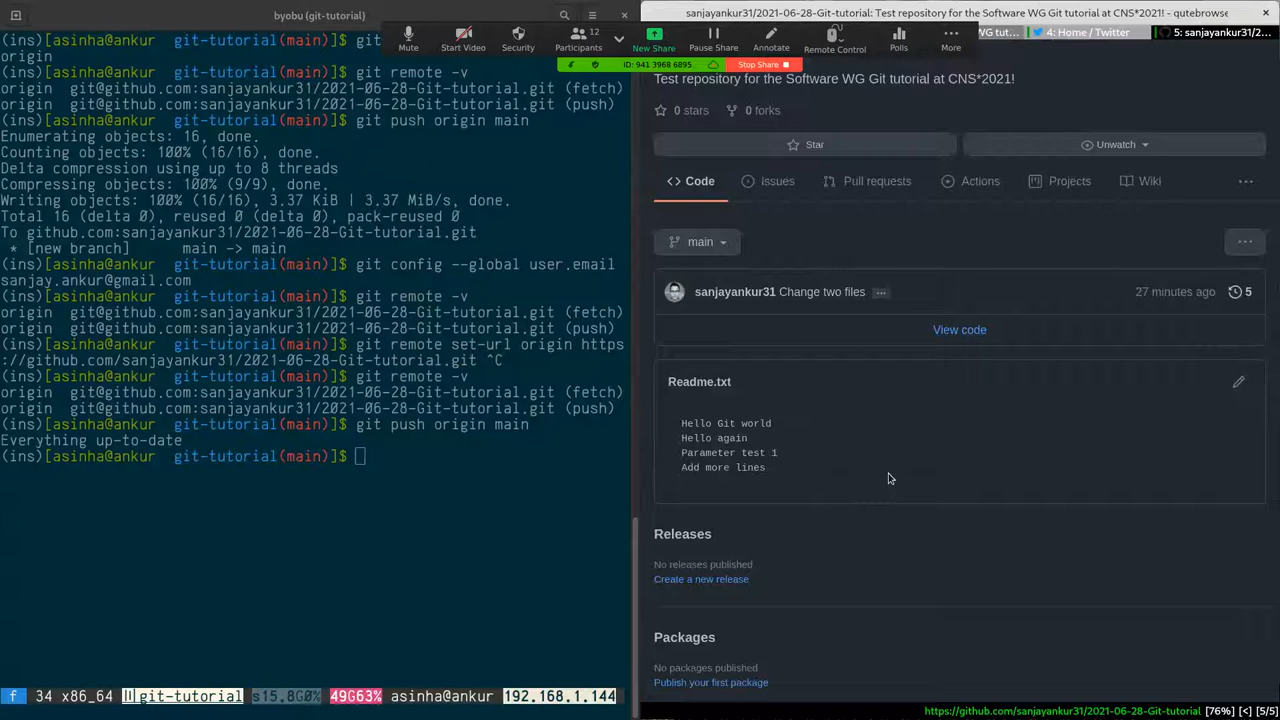 byobu (git-tutorial)
(ins)[asinha@ankur git-tutorial(main)]$ git
origin
(ins)[asinha@ankur git-tutorial(main)]$ git remote -v
origin git@github.com:sanjayankur31/2021-06-28-Git-tutorial.git (fetch)
origin git@github.com:sanjayankur31/2021-06-28-Git-tutorial.git (push)
(ins)[asinha@ankur git-tutorial(main)]$ git push origin main
Enumerating objects: 16, done.
Counting objects: 100% (16/16), done.
Delta compression using up to 8 threads
Compressing objects: 100% (9/9), done.
Writing objects: 100% (16/16), 3.37 KiB | 3.37 MiB/s, done.
Total 16 (delta 0), reused 0 (delta 0), pack-reused 0
To github.com:sanjayankur31/2021-06-28-Git-tutorial.git
* [new branch] main -> main
(ins)[asinha@ankur git-tutorial(main)]$ git config --global user.email
sanjay.ankur@gmail.com
(ins)[asinha@ankur git-tutorial(main)]$ git remote -v
origin git@github.com:sanjayankur31/2021-06-28-Git-tutorial.git (fetch)
origin git@github.com:sanjayankur31/2021-06-28-Git-tutorial.git (push)
(ins)[asinha@ankur git-tutorial(main)]$ git remote set-url origin https
://github.com/sanjayankur31/2021-06-28-Git-tutorial.git ^C
(ins)[asinha@ankur git-tutorial(main)]$ git remote -v
origin git@github.com:sanjayankur31/2021-06-28-Git-tutorial.git (fetch)
origin git@github.com:sanjayankur31/2021-06-28-Git-tutorial.git (push)
(ins)[asinha@ankur git-tutorial(main)]$ git push origin main
Everything up-to-date
(ins)[asinha@ankur git-tutorial(main)]$
f 34 x86_64 git-tutorial s15.8G0% 49G63% asinha@ankur 192.168.1.144
Mute Start Video Security Participants 12 New Share Pause Share Annotate Remote Control Polls More
ID: 941 3968 6895 Stop Share
sanjayankur31/2021-06-28-Git-tutorial: Test repository for the Software WG Git tutorial at CNS*2021! - qutebrowse
WG tut... 4: Home / Twitter 5: sanjayankur31/2...
Test repository for the Software WG Git tutorial at CNS*2021!
0 stars 0 forks
Star Unwatch
Code Issues Pull requests Actions Projects Wiki
main
sanjayankur31 Change two files 27 minutes ago 5
View code
Readme.txt
Hello Git world
Hello again
Parameter test 1
Add more lines
Releases
No releases published
Create a new release
Packages
No packages published
Publish your first package
https://github.com/sanjayankur31/2021-06-28-Git-tutorial [76%] [<] [5/5]